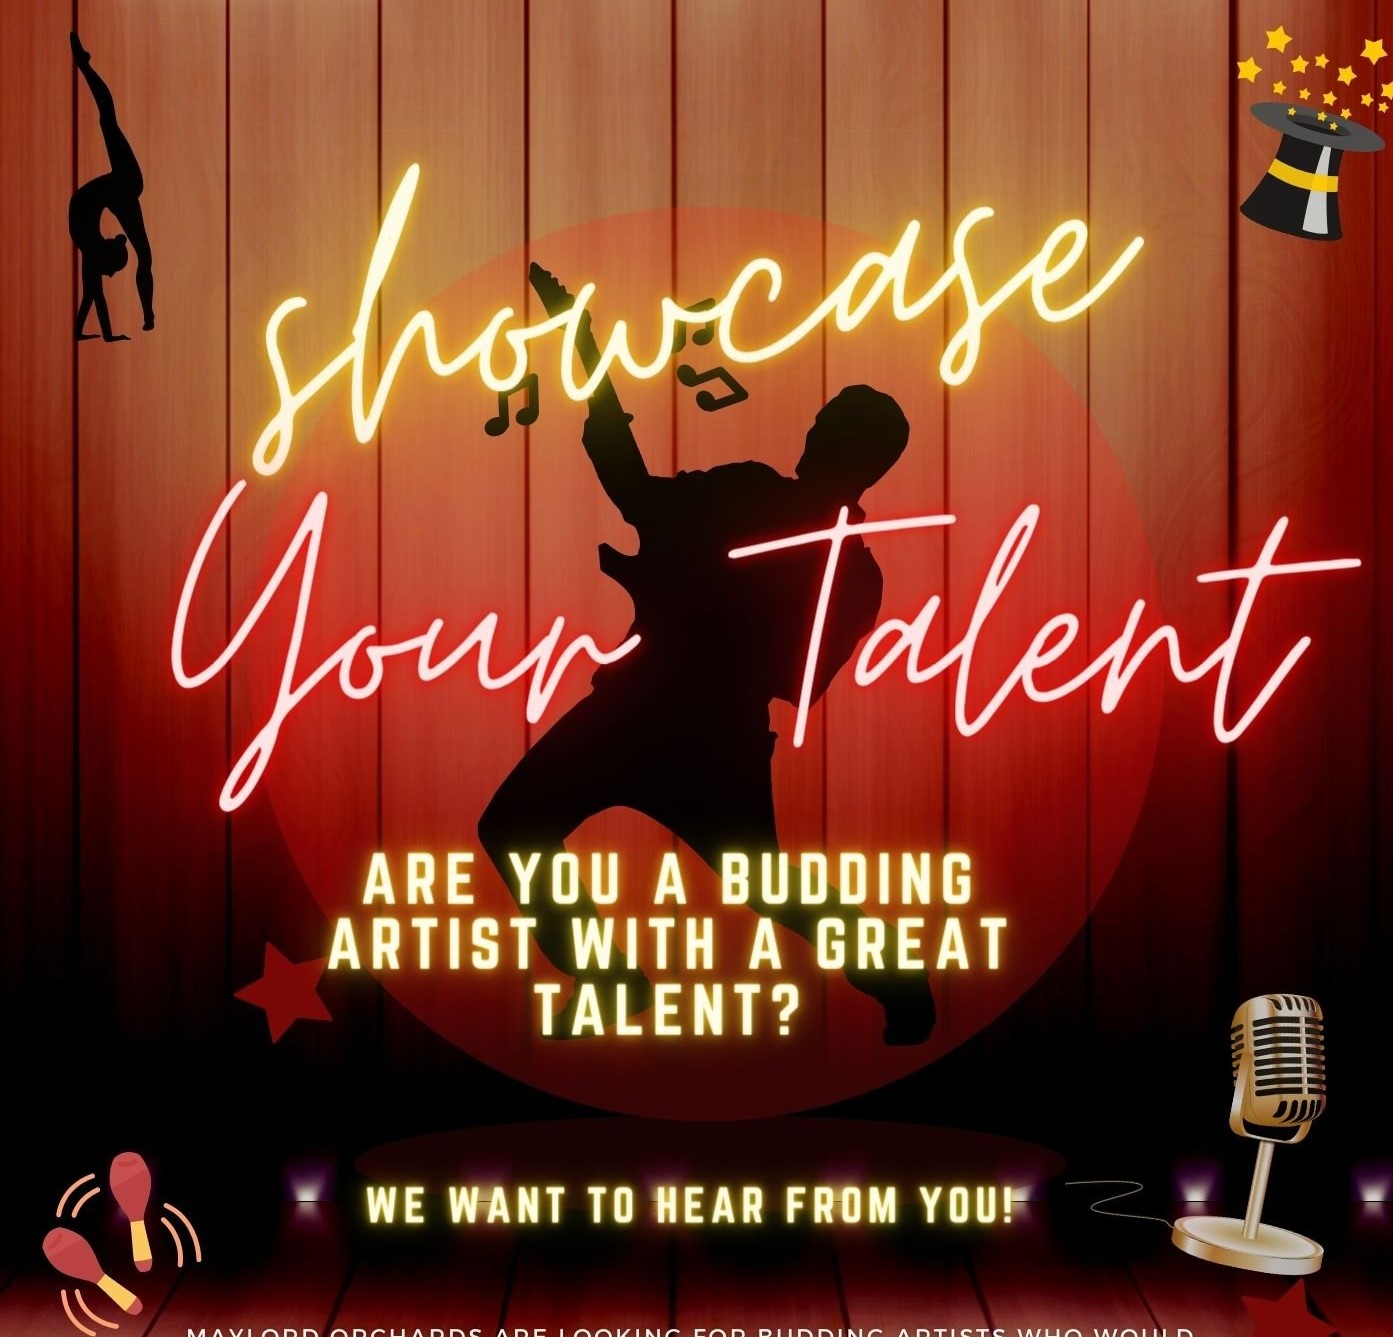 showcase
Your Talent
ARE YOU A BUDDING
ARTIST WITH A GREAT
TALENT?
WE WANT TO HEAR FROM YOU!
MAYLORD ORCHARDS ARE LOOKING FOR BUDDING ARTISTS WHO WOULD